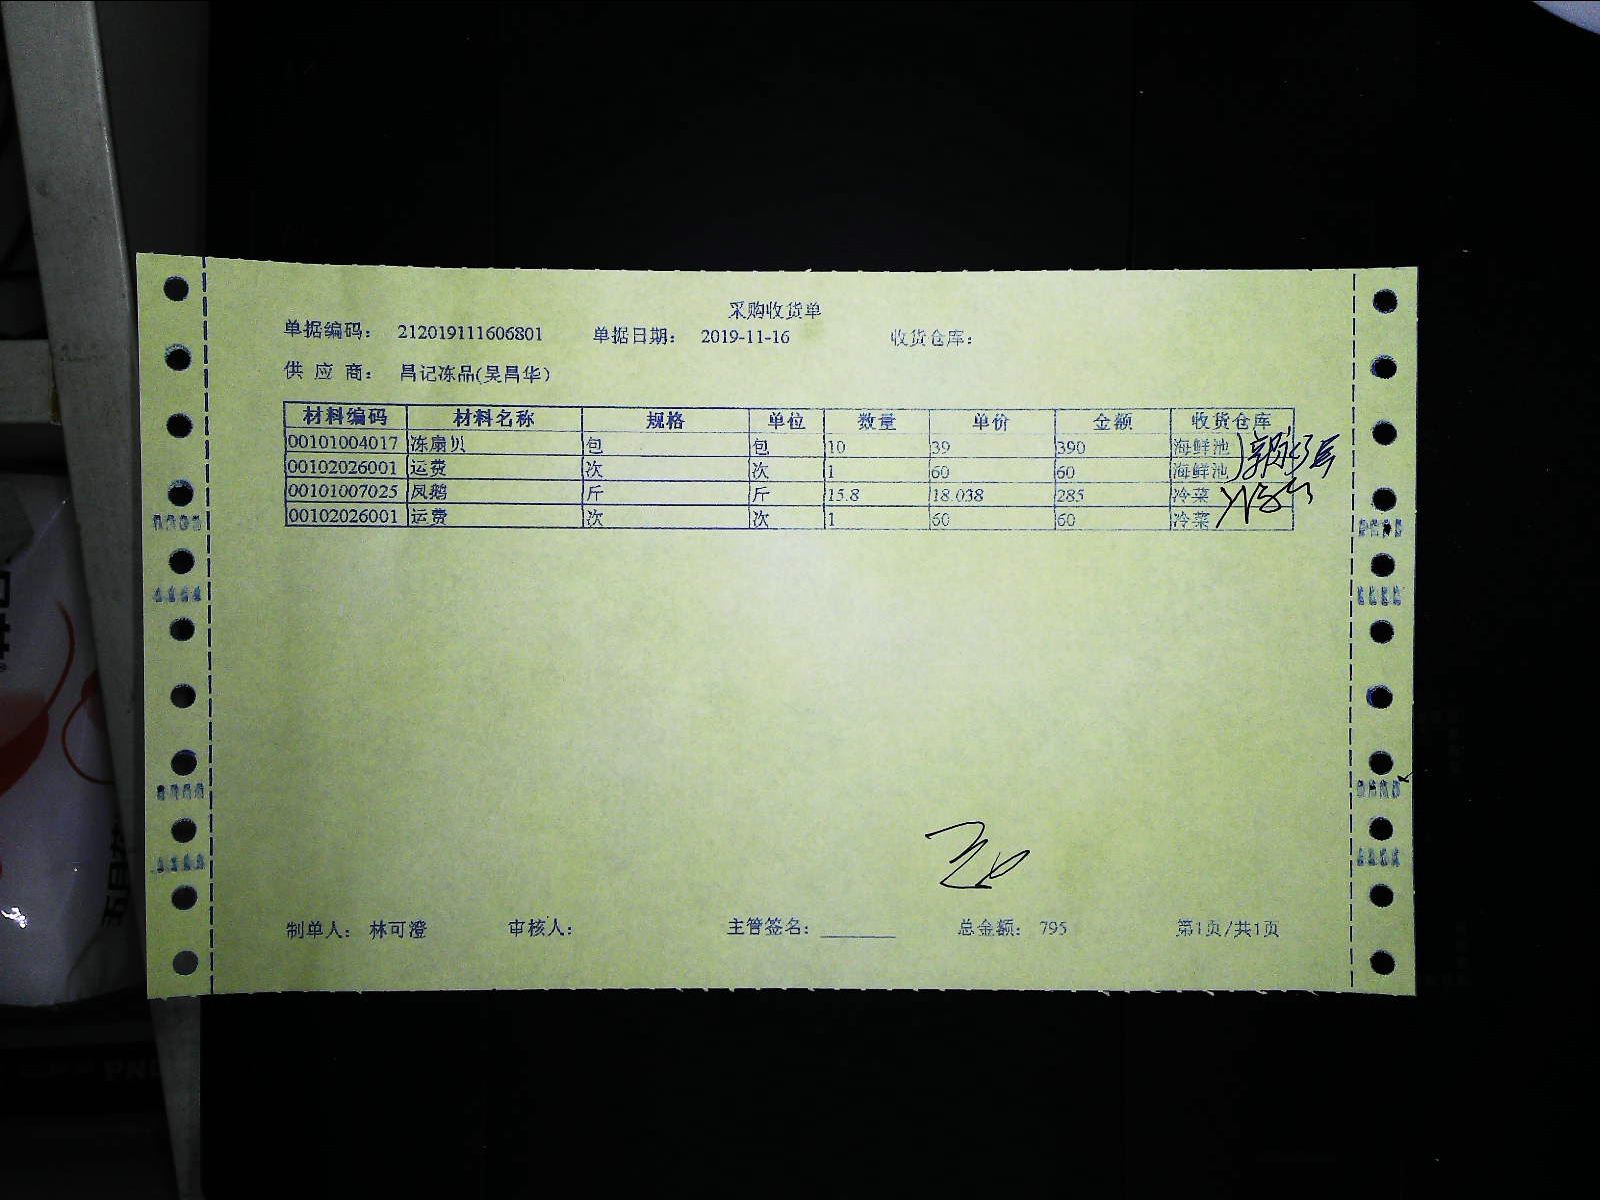 采购收货单
单据编码： 212019111606801 单据日期： 2019-11-16 收货仓库：
供 应 商： 昌记冻品(吴昌华)
材料编码 材料名称 规格 单位 数量 单价 金额 收货仓库
00101004017 冻扇贝 包 包 10 39 390 海鲜池
00102026001 运费 次 次 1 60 60 海鲜池
00101007025 凤鹅 斤 斤 15.8 18.038 285 冷菜
00102026001 运费 次 次 1 60 60 冷菜
制单人： 林可澄 审核人： 主管签名： 总金额： 795 第1页/共1页